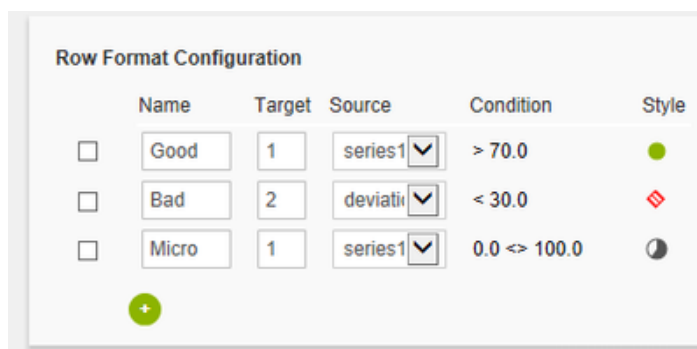 Row Format Configuration
Name Target Source Condition Style
Good 1 series1 > 70.0
Bad 2 deviati < 30.0
Micro 1 series1 0.0 <> 100.0
+